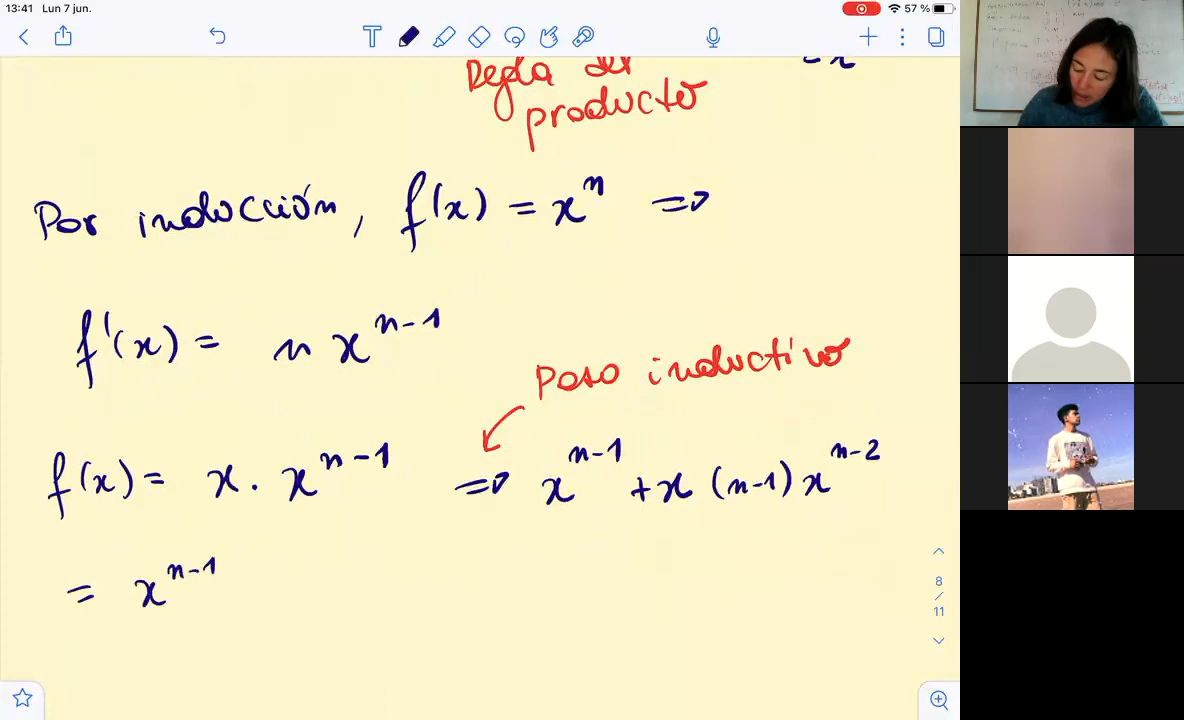 13:41 Lun 7 jun. 57 %
T
Regla del
producto
Por inducción, f(x) = x^n ⇒
f'(x) = n x^{n-1}
Paso inductivo
f(x) = x · x^{n-1} ⇒ x^{n-1} + x (n-1) x^{n-2}
= x^{n-1}
8
/
11